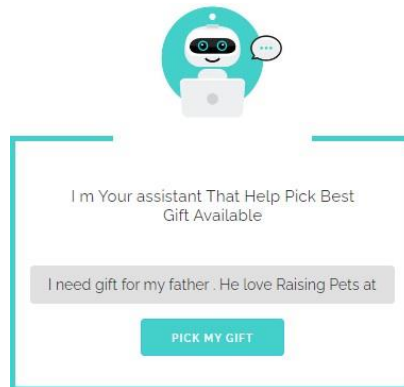 I m Your assistant That Help Pick Best
Gift Available
I need gift for my father . He love Raising Pets at
PICK MY GIFT